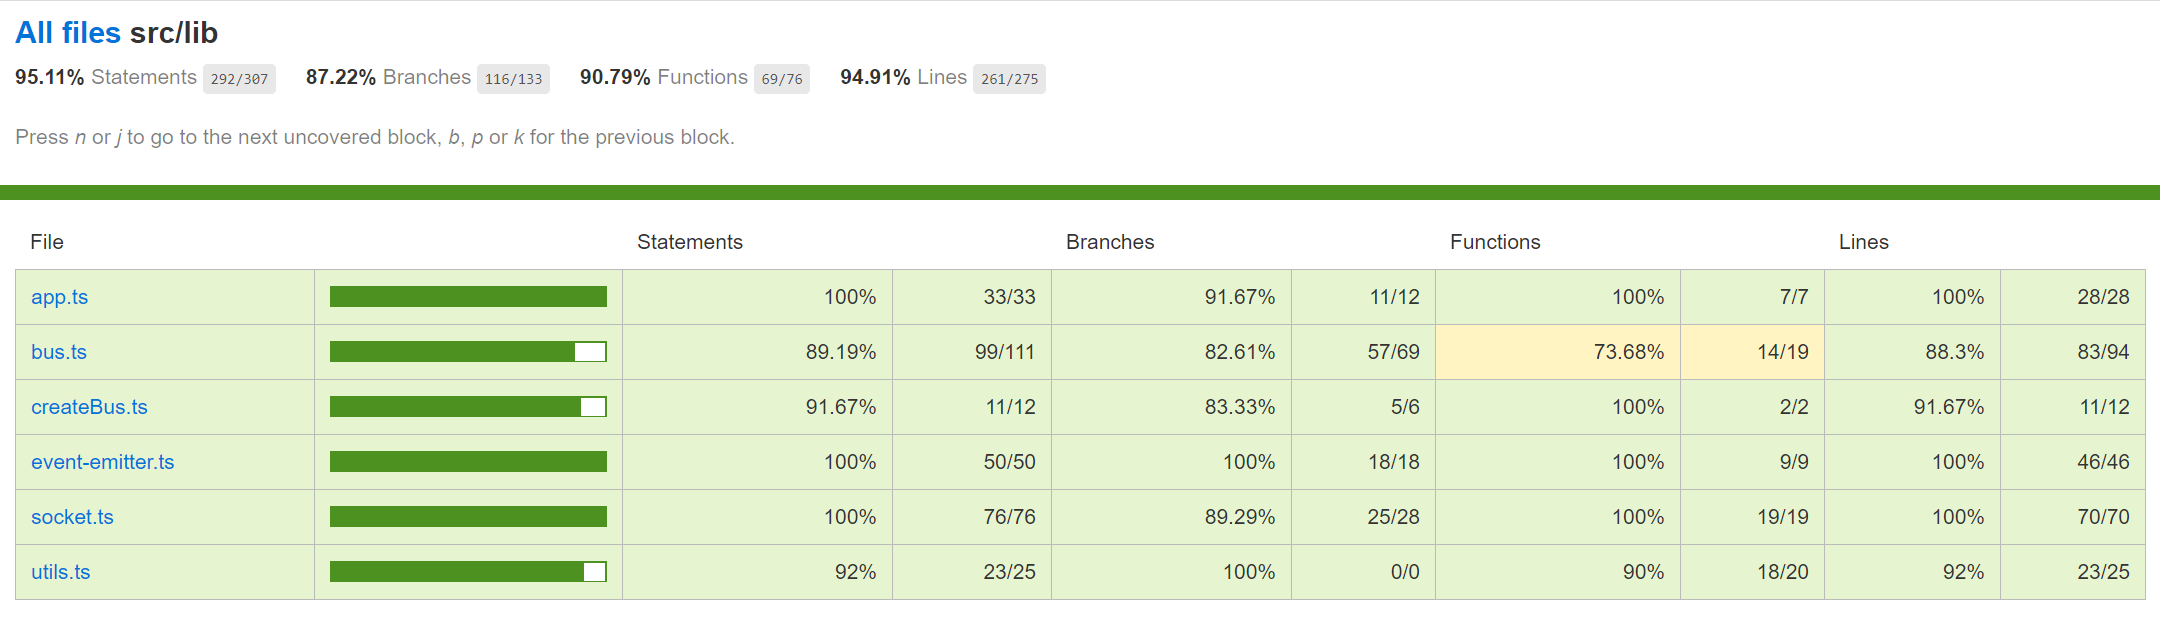 All files src/lib
95.11% Statements 292/307 87.22% Branches 116/133 90.79% Functions 69/76 94.91% Lines 261/275
Press n or j to go to the next uncovered block, b, p or k for the previous block.
File Statements Branches Functions Lines
app.ts 100% 33/33 91.67% 11/12 100% 7/7 100% 28/28
bus.ts 89.19% 99/111 82.61% 57/69 73.68% 14/19 88.3% 83/94
createBus.ts 91.67% 11/12 83.33% 5/6 100% 2/2 91.67% 11/12
event-emitter.ts 100% 50/50 100% 18/18 100% 9/9 100% 46/46
socket.ts 100% 76/76 89.29% 25/28 100% 19/19 100% 70/70
utils.ts 92% 23/25 100% 0/0 90% 18/20 92% 23/25